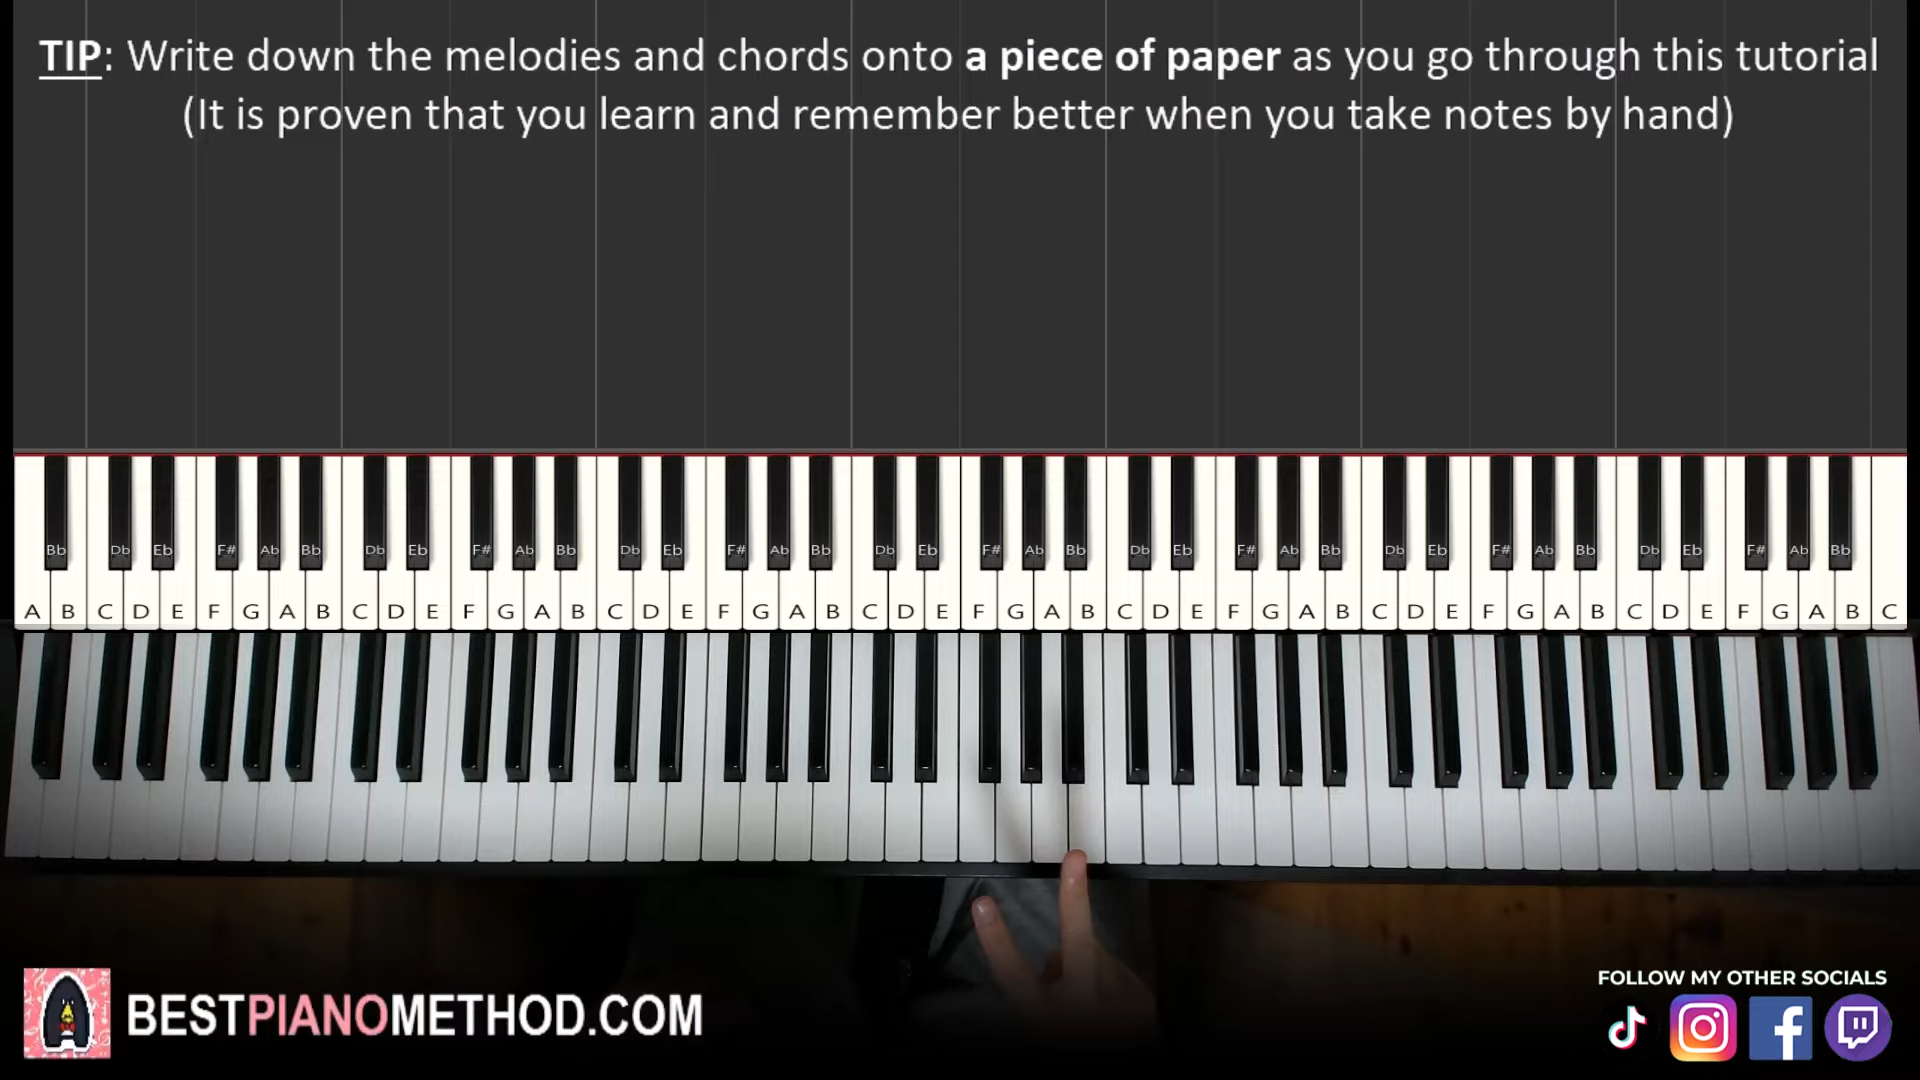 TIP: Write down the melodies and chords onto a piece of paper as you go through this tutorial
(It is proven that you learn and remember better when you take notes by hand)
Bb Db Eb F# Ab Bb Db Eb F# Ab Bb Db Eb F# Ab Bb Db Eb F# Ab Bb Db Eb F# Ab Bb Db Eb F# Ab Bb Db Eb F# Ab Bb
A B C D E F G A B C D E F G A B C D E F G A B C D E F G A B C D E F G A B C D E F G A B C D E F G A B C
FOLLOW MY OTHER SOCIALS
BESTPIANOMETHOD.COM